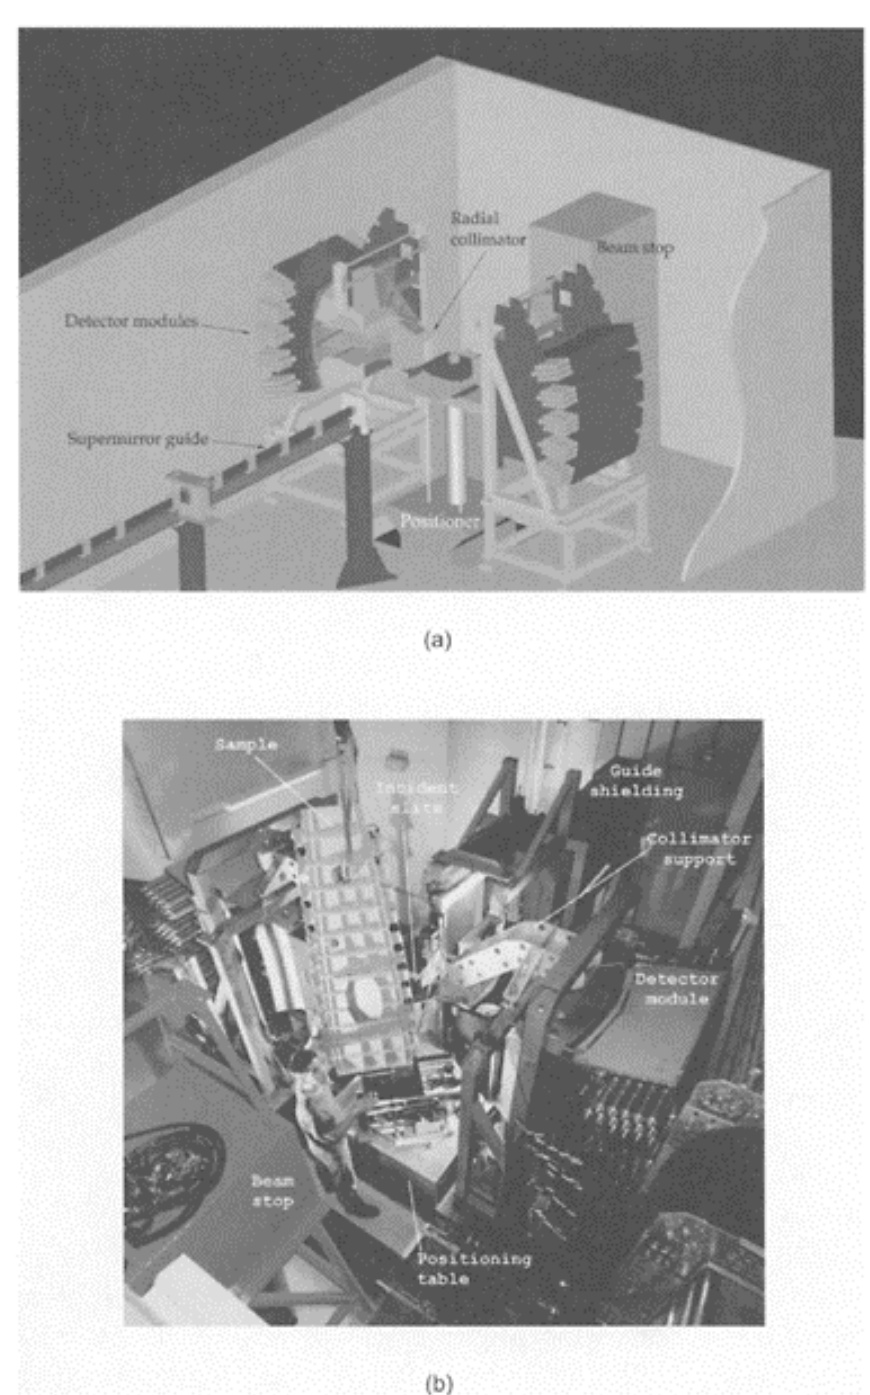 Radial
collimator
Beam stop
Detector modules
Supermirror guide
Positioner
(a)
Sample
Incident
slits
Guide
shielding
Collimator
support
Detector
module
Beam
stop
Positioning
table
(b)